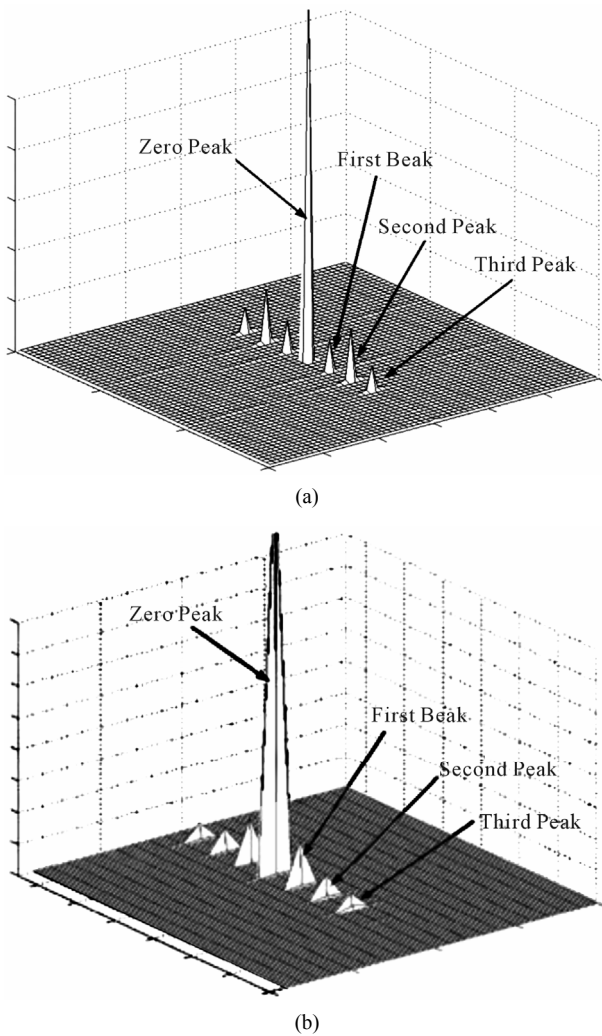 Zero Peak
First Beak
Second Peak
Third Peak
(a)
Zero Peak
First Beak
Second Peak
Third Peak
(b)